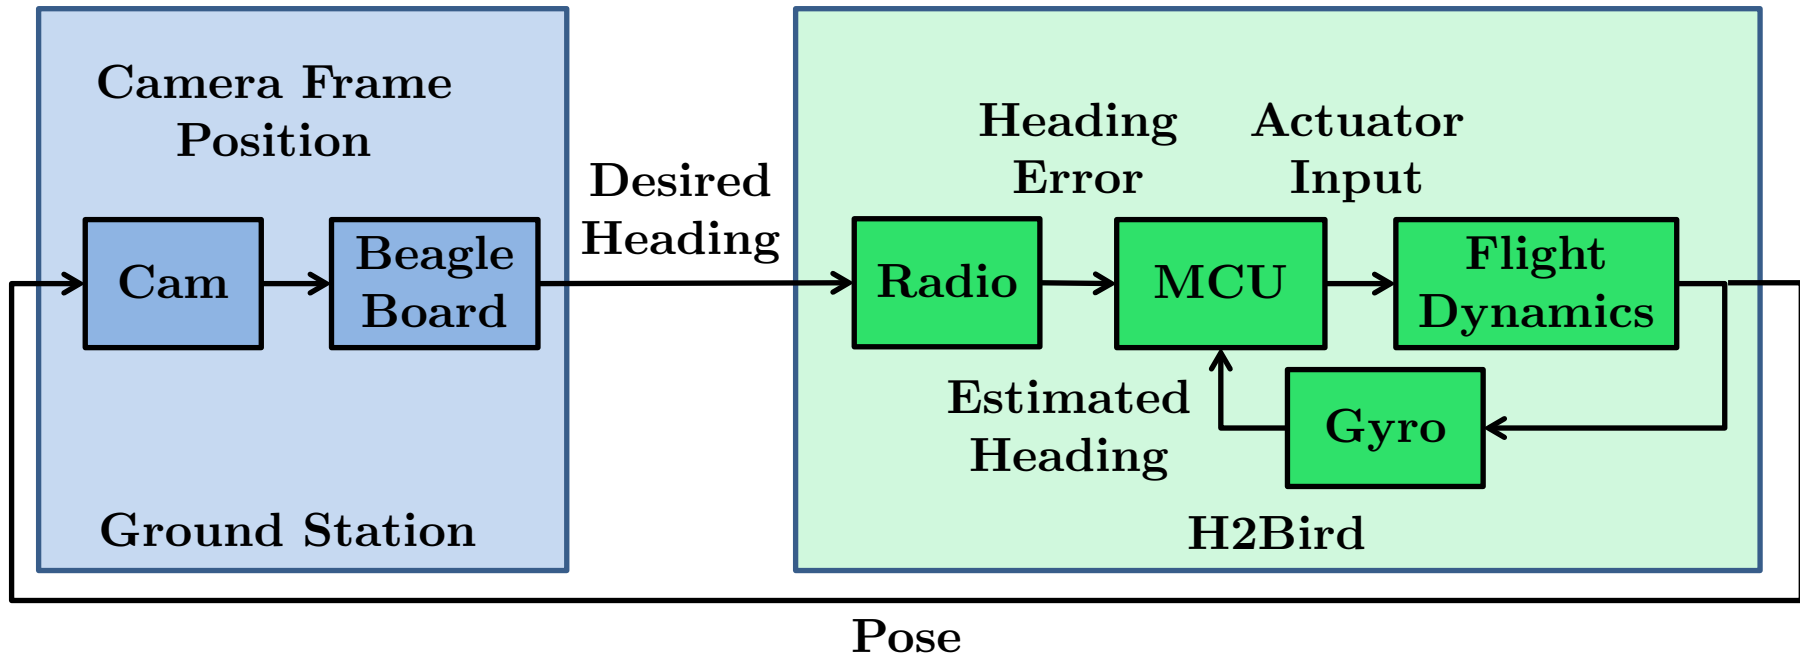 Camera Frame
Position
Cam
Beagle
Board
Ground Station
Desired
Heading
Heading
Error
Actuator
Input
Radio
MCU
Flight
Dynamics
Estimated
Heading
Gyro
H2Bird
Pose